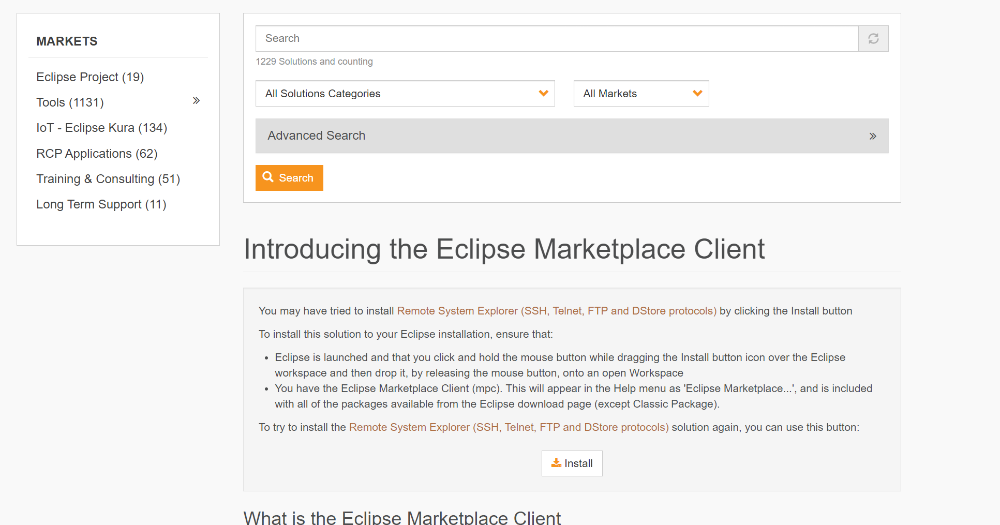 MARKETS
Eclipse Project (19)
Tools (1131)
IoT - Eclipse Kura (134)
RCP Applications (62)
Training & Consulting (51)
Long Term Support (11)
Search
1229 Solutions and counting
All Solutions Categories
All Markets
Advanced Search
Search
Introducing the Eclipse Marketplace Client
You may have tried to install Remote System Explorer (SSH, Telnet, FTP and DStore protocols) by clicking the Install button
To install this solution to your Eclipse installation, ensure that:
Eclipse is launched and that you click and hold the mouse button while dragging the Install button icon over the Eclipse
workspace and then drop it, by releasing the mouse button, onto an open Workspace
You have the Eclipse Marketplace Client (mpc). This will appear in the Help menu as 'Eclipse Marketplace...', and is included
with all of the packages available from the Eclipse download page (except Classic Package).
To try to install the Remote System Explorer (SSH, Telnet, FTP and DStore protocols) solution again, you can use this button:
Install
What is the Eclipse Marketplace Client